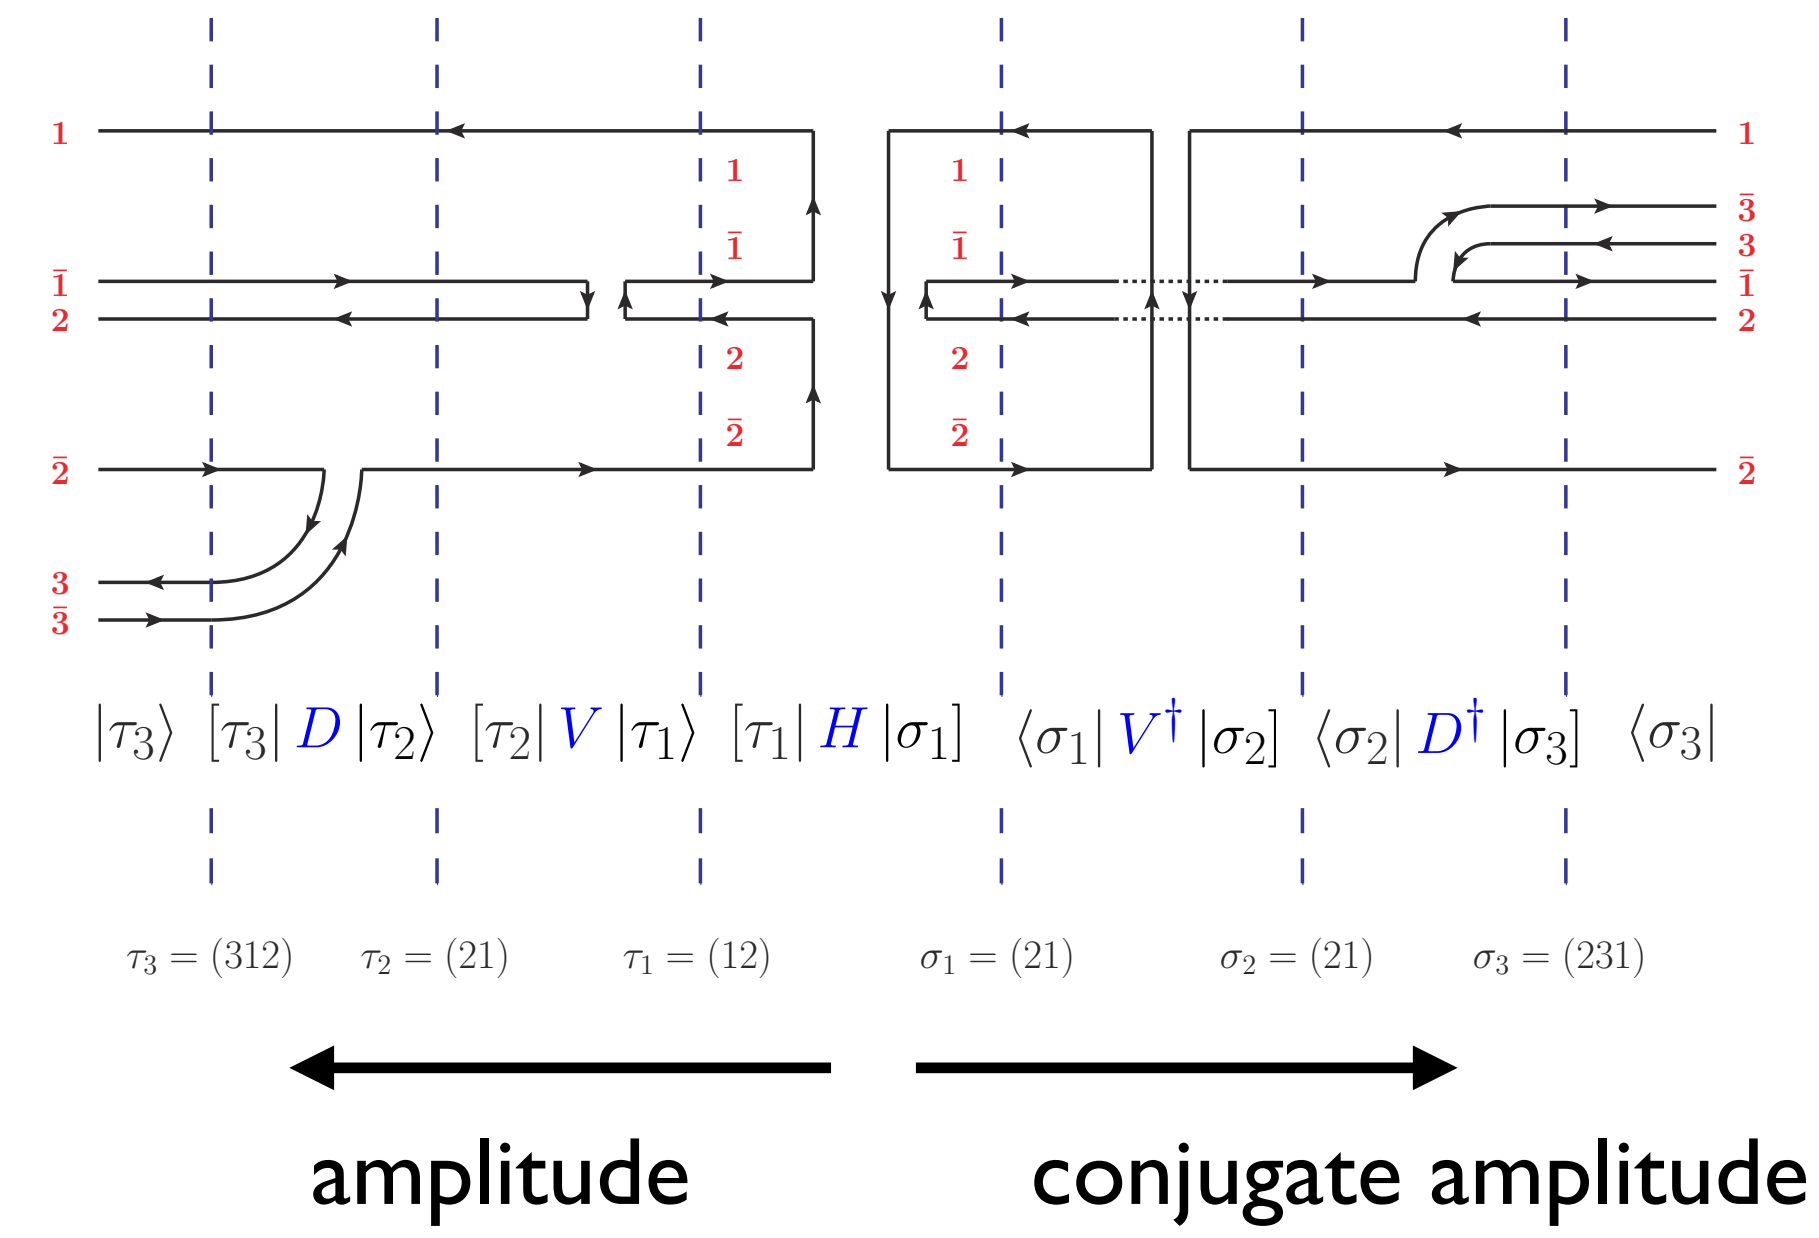 1 1
1 1
3̄
1̄ 1̄ 3
1̄ 1̄
2 2
2 2
2̄ 2̄
2̄ 2̄
3
3̄
|τ₃⟩ [τ₃| D |τ₂⟩ [τ₂| V |τ₁⟩ [τ₁| H |σ₁] ⟨σ₁| V† |σ₂] ⟨σ₂| D† |σ₃] ⟨σ₃|
τ₃ = (312) τ₂ = (21) τ₁ = (12) σ₁ = (21) σ₂ = (21) σ₃ = (231)
amplitude conjugate amplitude